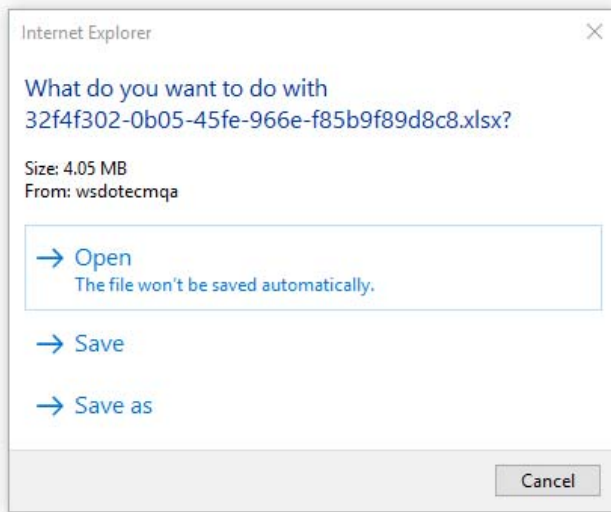 Internet Explorer
What do you want to do with
32f4f302-0b05-45fe-966e-f85b9f89d8c8.xlsx?
Size: 4.05 MB
From: wsdotecmqa
Open
The file won't be saved automatically.
Save
Save as
Cancel